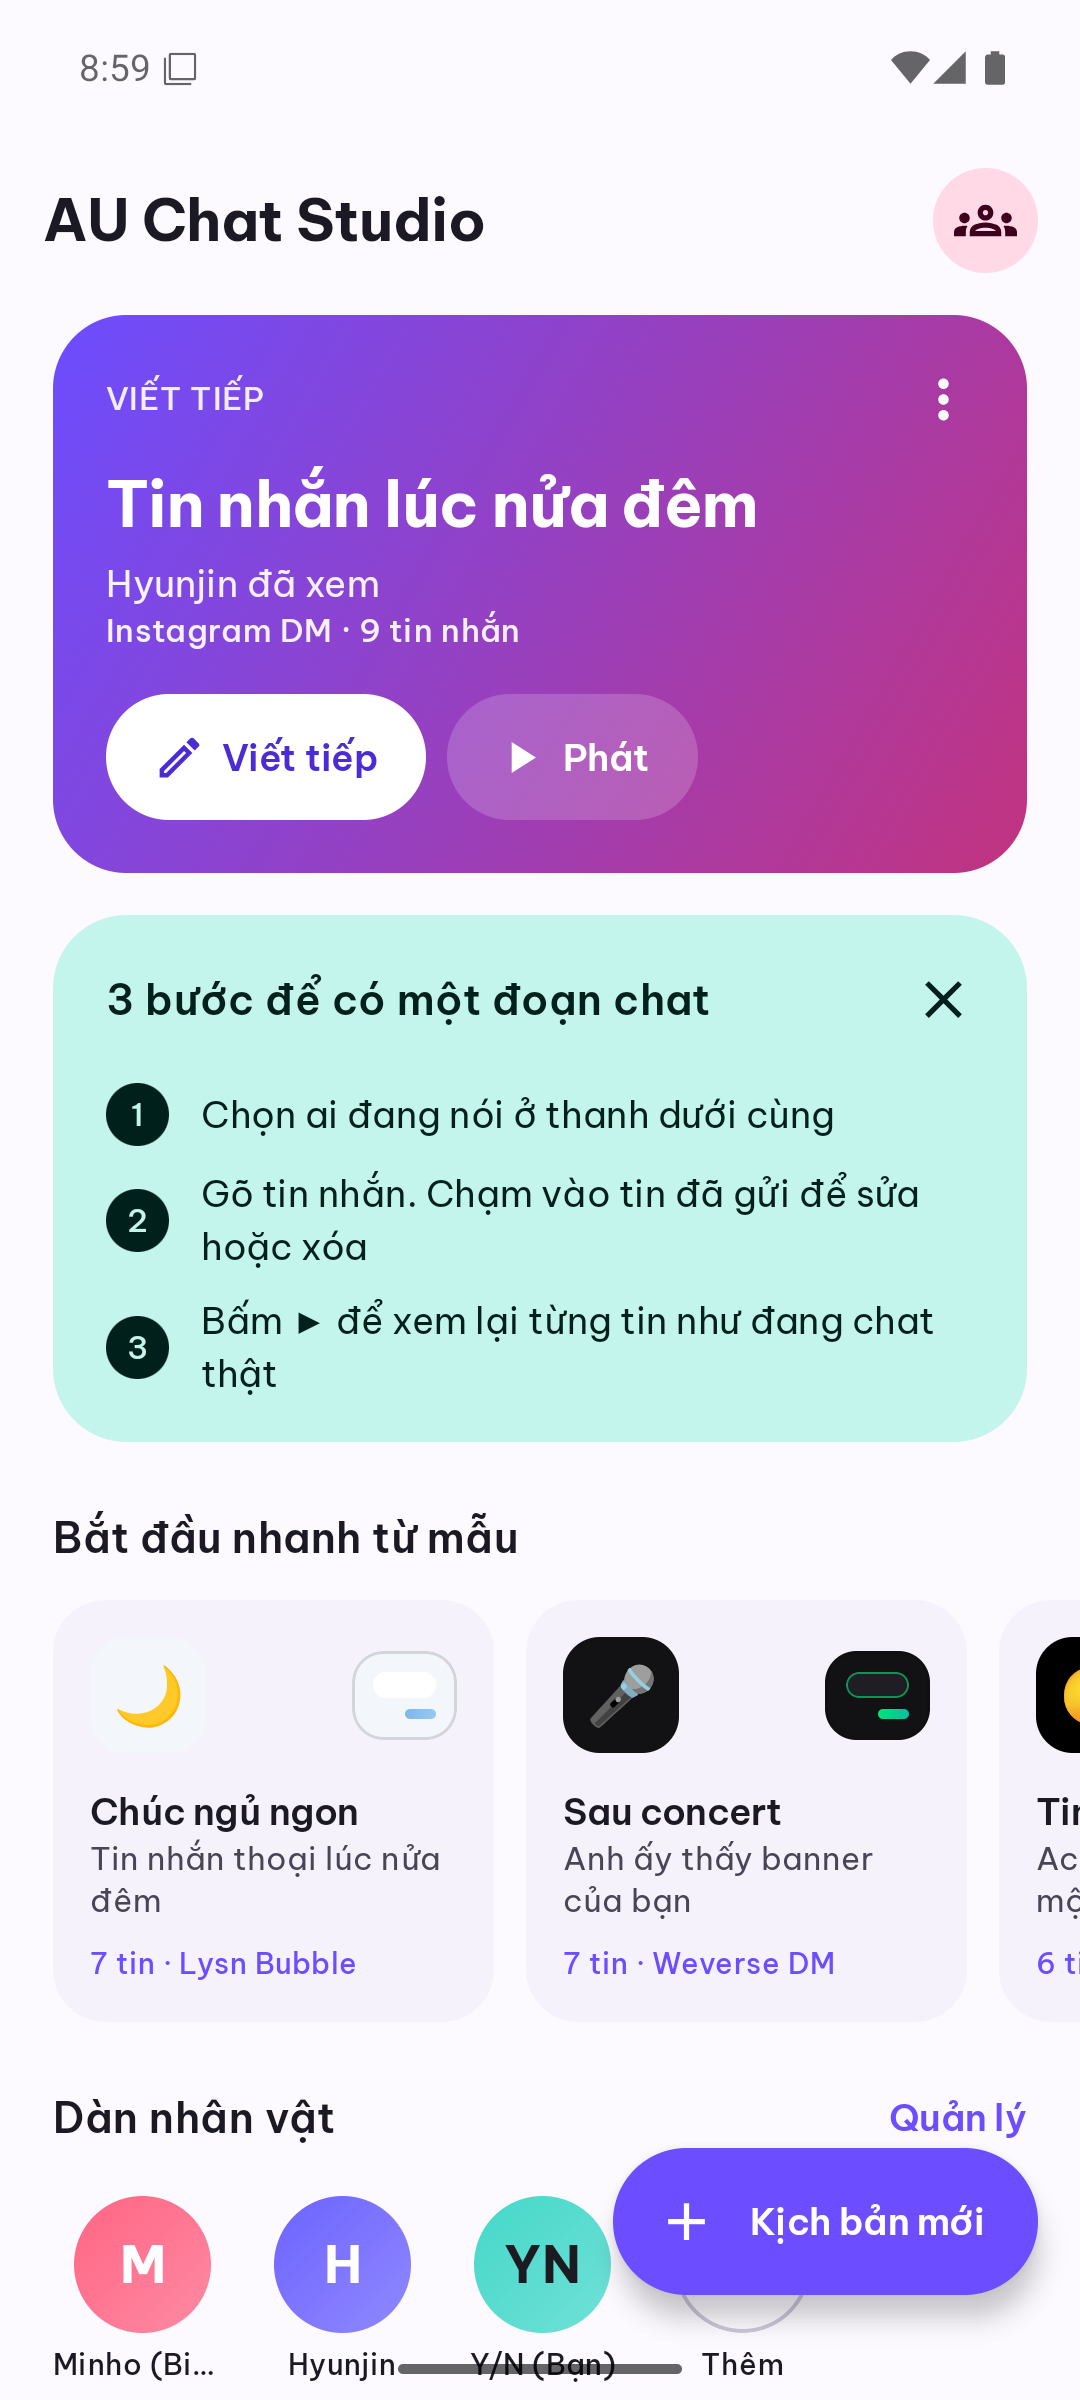 8:59
AU Chat Studio
VIẾT TIẾP
Tin nhắn lúc nửa đêm
Hyunjin đã xem
Instagram DM · 9 tin nhắn
Viết tiếp
Phát
3 bước để có một đoạn chat
1 Chọn ai đang nói ở thanh dưới cùng
2 Gõ tin nhắn. Chạm vào tin đã gửi để sửa
hoặc xóa
3 Bấm ► để xem lại từng tin như đang chat
thật
Bắt đầu nhanh từ mẫu
Chúc ngủ ngon
Tin nhắn thoại lúc nửa
đêm
7 tin · Lysn Bubble
Sau concert
Anh ấy thấy banner
của bạn
7 tin · Weverse DM
6
Dàn nhân vật
Quản lý
Kịch bản mới
M
H
YN
Minho (Bi...
Hyunjin
Y/N (Bạn)
Thêm